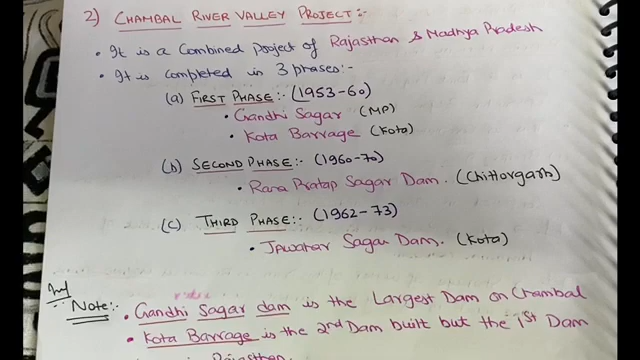 2) CHAMBAL RIVER VALLEY PROJECT:-
• It is a Combined project of Rajasthan & Madhya Pradesh
• It is completed in 3 phases:-
(a) FIRST PHASE:- (1953-60)
• Gandhi Sagar (MP)
• Kota Barrage (Kota)
(b) SECOND PHASE:- (1960-70)
• Rana Pratap Sagar Dam. (Chittorgarh)
(c) THIRD PHASE:- (1962-73)
• Jawahar Sagar Dam. (Kota)
Note:-
• Gandhi Sagar dam is the Largest Dam on Chambal
• Kota Barrage is the 2nd Dam built but the 1st Dam
Rajasthan.